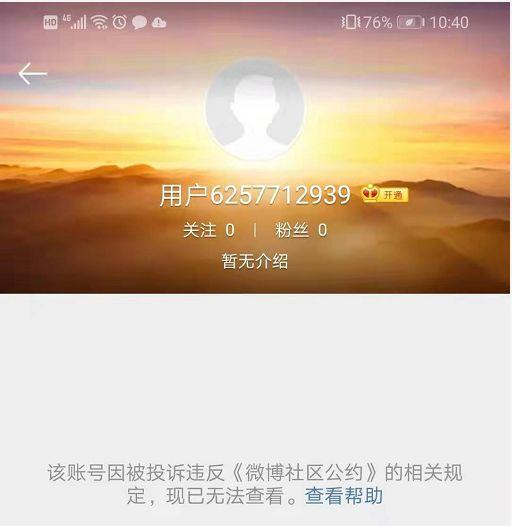 HD 46 76% 10:40
用户6257712939 开通
关注 0 | 粉丝 0
暂无介绍
该账号因被投诉违反《微博社区公约》的相关规
定，现已无法查看。查看帮助